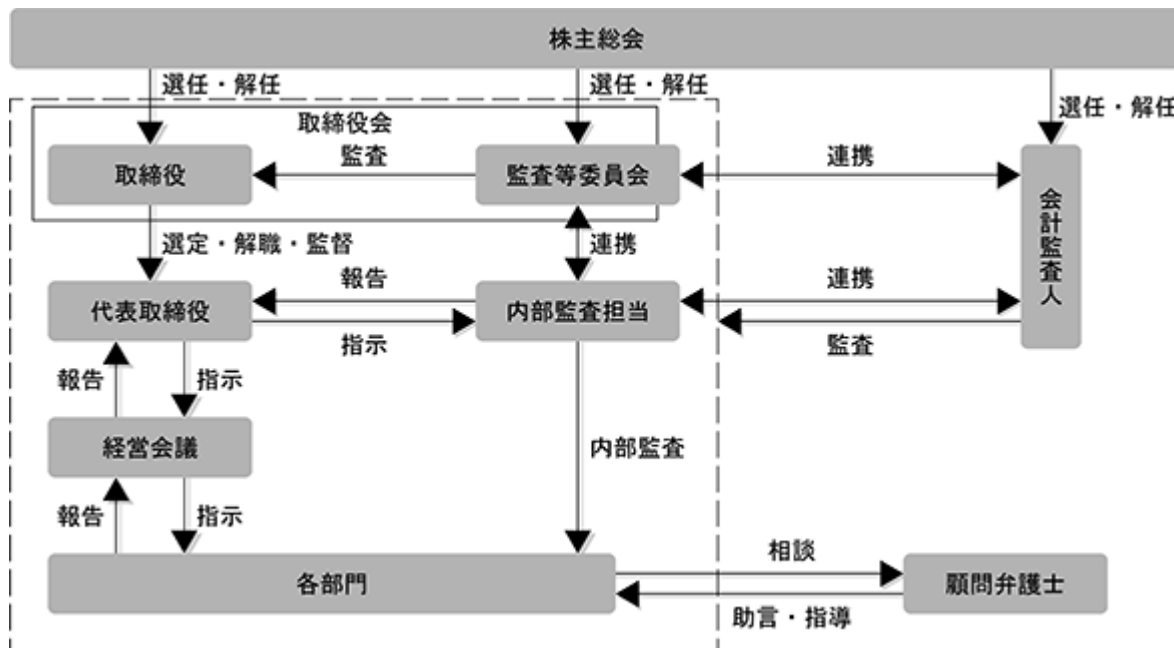 株主総会
選任・解任
選任・解任
選任・解任
取締役会
取締役
監査
監査等委員会
連携
会計監査人
選定・解職・監督
連携
代表取締役
報告
指示
内部監査担当
連携
監査
報告
指示
経営会議
内部監査
報告
指示
各部門
相談
助言・指導
顧問弁護士